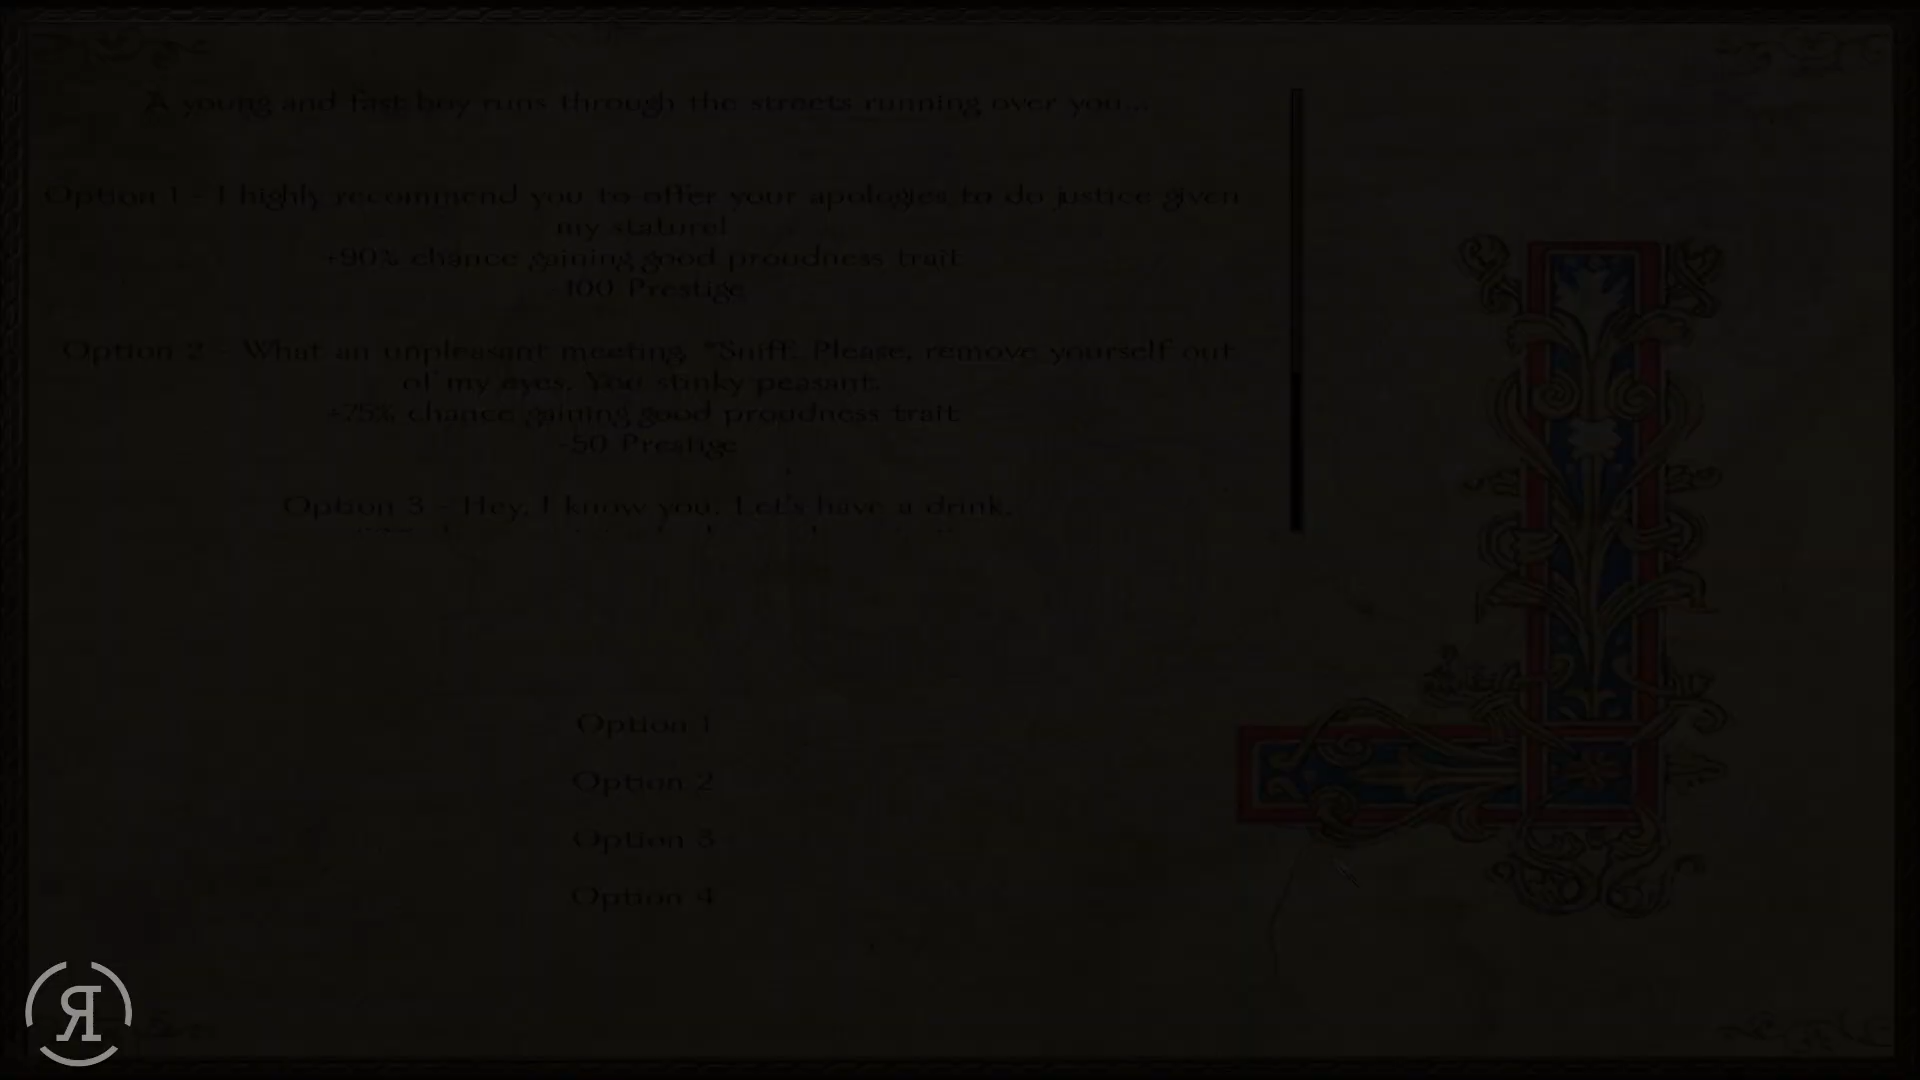 A young and fast boy runs through the streets running over you...
Option 1 - I highly recommend you to offer your apologies to do justice given
my stature!
+90% chance gaining good proudness trait
-100 Prestige
Option 2 - What an unpleasant meeting. *Sniff. Please, remove yourself out
of my eyes. You stinky peasant.
+75% chance gaining good proudness trait
-50 Prestige
Option 3 - Hey, I know you. Let's have a drink.
Option 1
Option 2
Option 3
Option 4